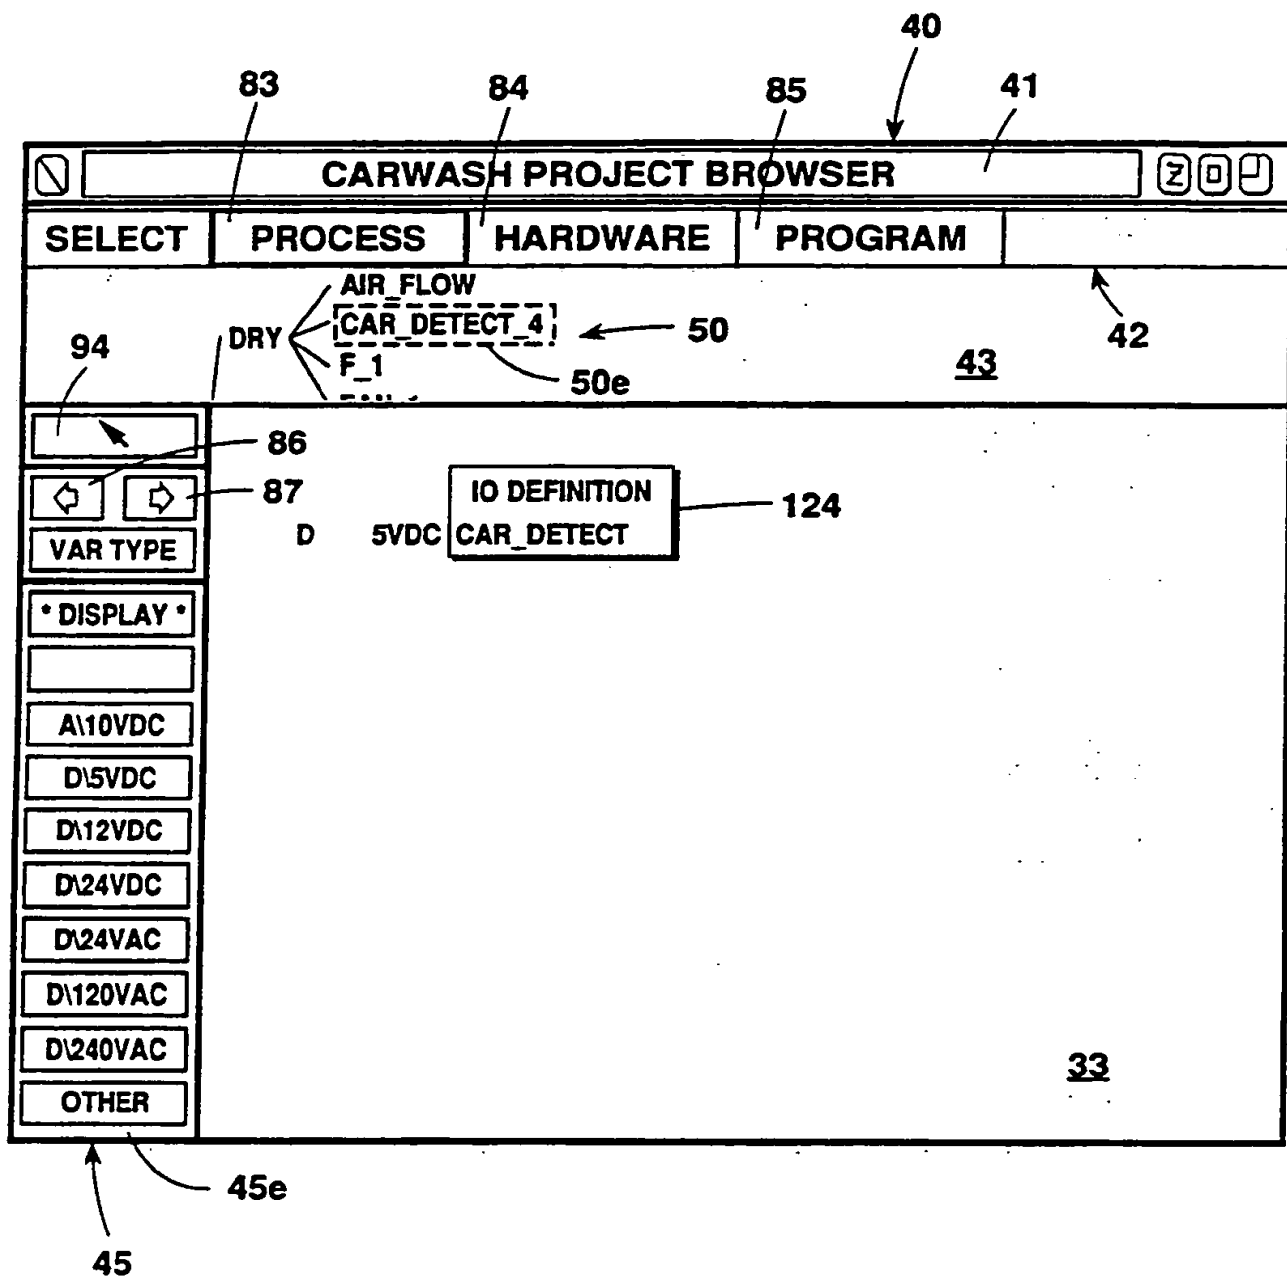 40
83 84 85 41
CARWASH PROJECT BROWSER Z
SELECT PROCESS HARDWARE PROGRAM
AIR_FLOW
DRY CAR_DETECT_4 50 42
94 F_1 50e 43
86
87 IO DEFINITION 124
VAR TYPE D 5VDC CAR_DETECT
* DISPLAY *
A\10VDC
D\5VDC
D\12VDC
D\24VDC
D\24VAC
D\120VAC
D\240VAC
33
OTHER
45e
45